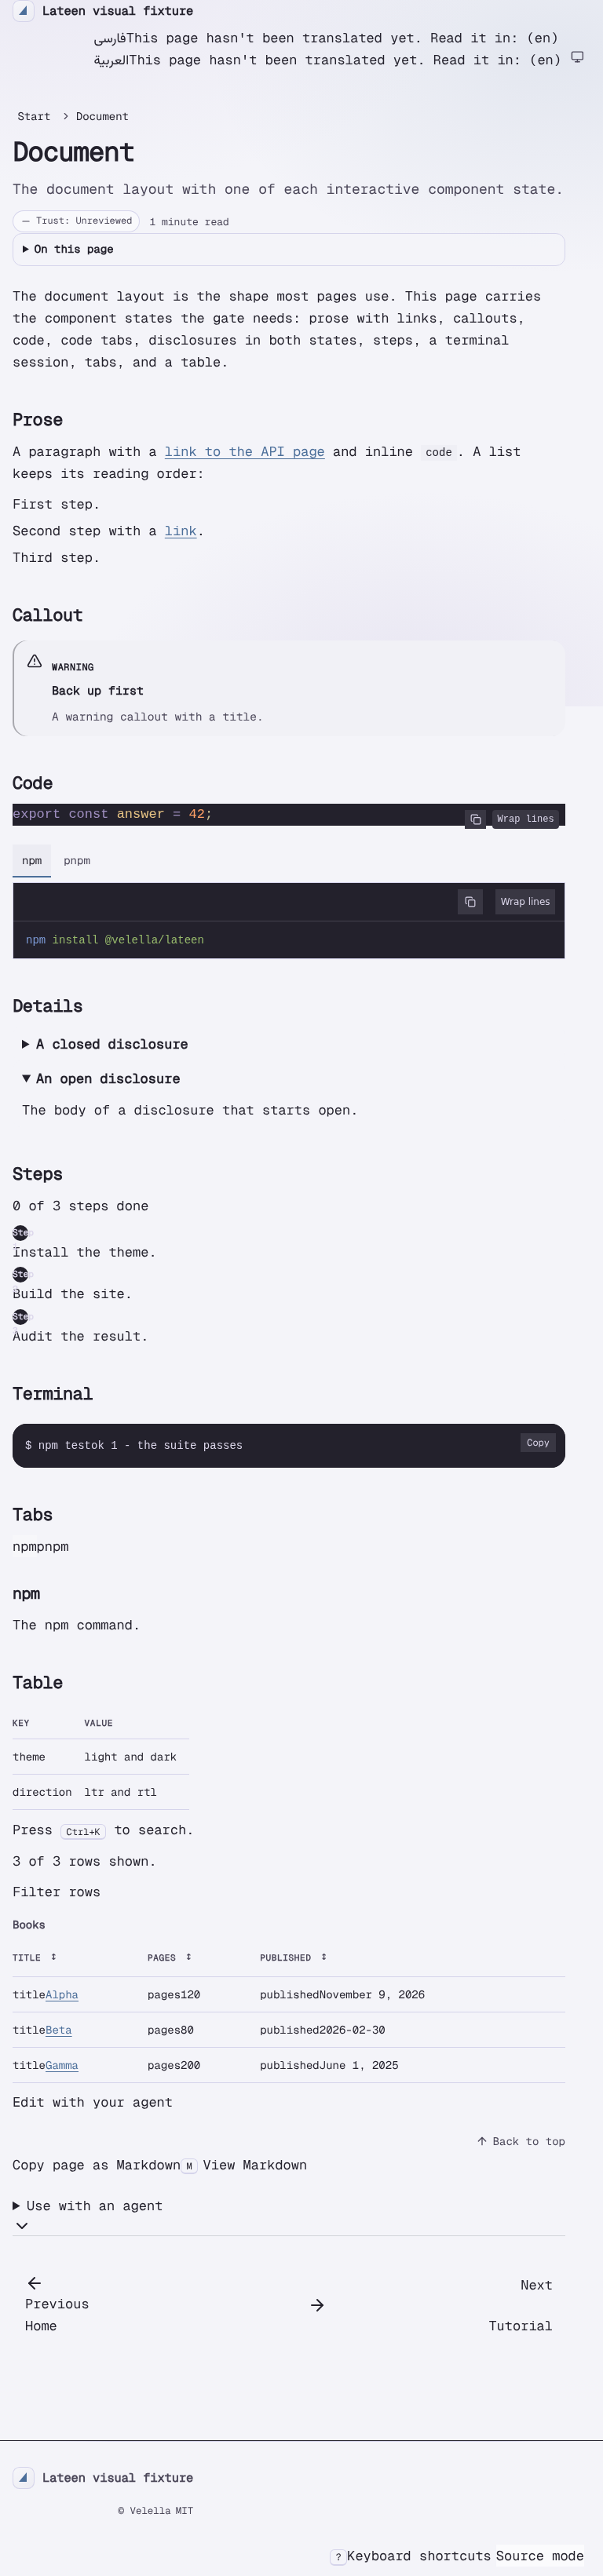 Lateen visual fixture
فارسیThis page hasn't been translated yet. Read it in: (en)
العربيةThis page hasn't been translated yet. Read it in: (en)
Start > Document
Document
The document layout with one of each interactive component state.
— Trust: Unreviewed 1 minute read
On this page
The document layout is the shape most pages use. This page carries
the component states the gate needs: prose with links, callouts,
code, code tabs, disclosures in both states, steps, a terminal
session, tabs, and a table.
Prose
A paragraph with a link to the API page and inline code. A list
keeps its reading order:
First step.
Second step with a link.
Third step.
Callout
WARNING
Back up first
A warning callout with a title.
Code
export const answer = 42;
Wrap lines
npm pnpm
Wrap lines
npm install @velella/lateen
Details
A closed disclosure
An open disclosure
The body of a disclosure that starts open.
Steps
0 of 3 steps done
Step
Install the theme.
Step
Build the site.
Step
Audit the result.
Terminal
$ npm testok 1 - the suite passes
Copy
Tabs
npmpnpm
npm
The npm command.
Table
KEY VALUE
theme light and dark
direction ltr and rtl
Press Ctrl+K to search.
3 of 3 rows shown.
Filter rows
Books
TITLE ↕ PAGES ↕ PUBLISHED ↕
titleAlpha pages120 publishedNovember 9, 2026
titleBeta pages80 published2026-02-30
titleGamma pages200 publishedJune 1, 2025
Edit with your agent
↑ Back to top
Copy page as Markdown M View Markdown
Use with an agent
Previous
Home
Next
Tutorial
Lateen visual fixture
© Velella MIT
? Keyboard shortcuts Source mode